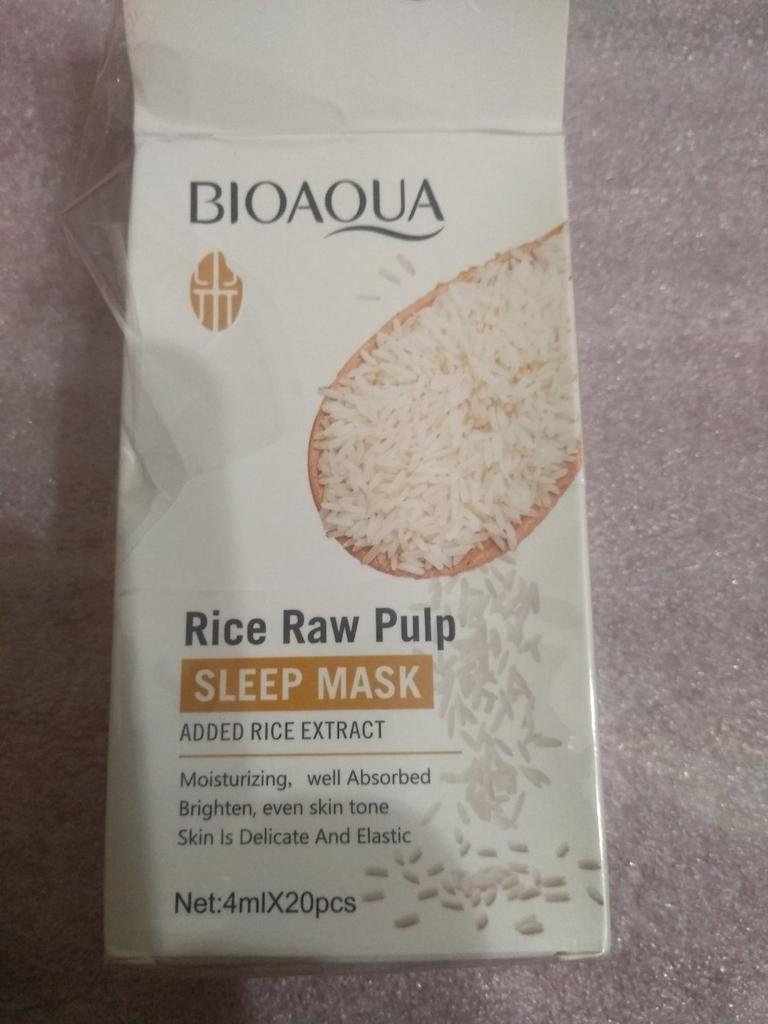 BIOAQUA
Rice Raw Pulp
SLEEP MASK
ADDED RICE EXTRACT
Moisturizing, well Absorbed
Brighten, even skin tone
Skin Is Delicate And Elastic
Net:4mlX20pcs